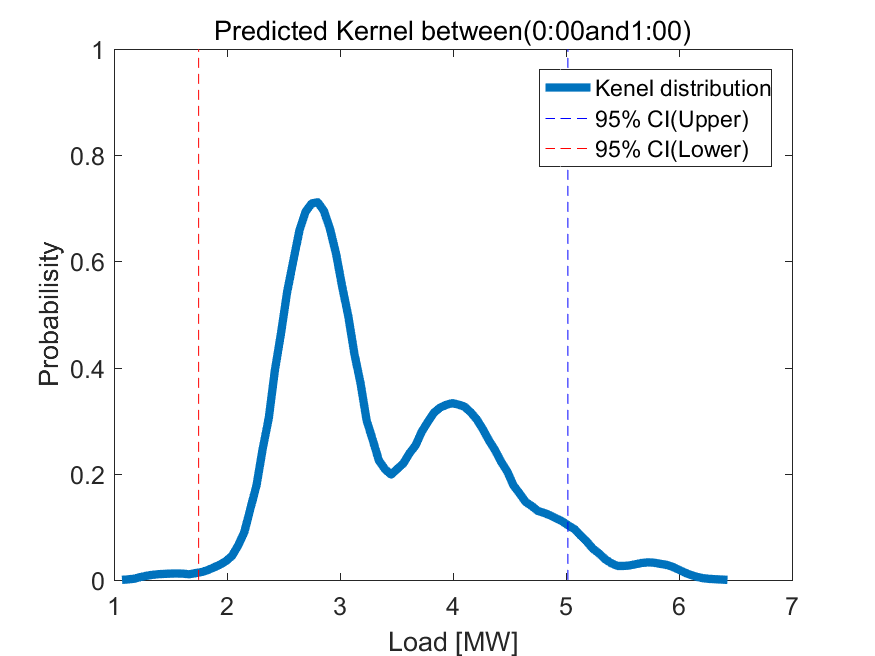 Predicted Kernel between(0:00and1:00)
1
0.8
0.6
0.4
0.2
0
Probabilisity
Kenel distribution
95% CI(Upper)
95% CI(Lower)
1 2 3 4 5 6 7
Load [MW]